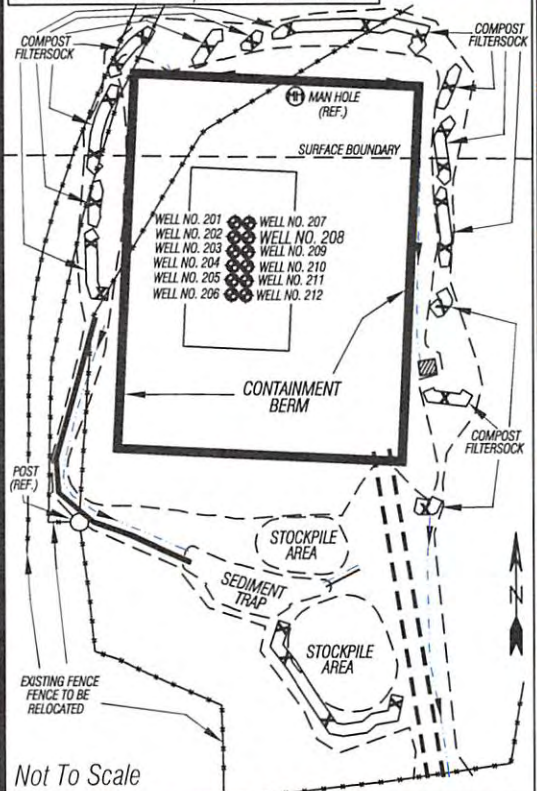 COMPOST
FILTERSOCK
COMPOST
FILTERSOCK
MH
MAN HOLE
(REF.)
SURFACE BOUNDARY
WELL NO. 201
WELL NO. 207
WELL NO. 202
WELL NO. 208
WELL NO. 203
WELL NO. 209
WELL NO. 204
WELL NO. 210
WELL NO. 205
WELL NO. 211
WELL NO. 206
WELL NO. 212
CONTAINMENT
BERM
COMPOST
FILTERSOCK
POST
(REF.)
STOCKPILE
AREA
SEDIMENT
TRAP
STOCKPILE
AREA
N
EXISTING FENCE
FENCE TO BE
RELOCATED
Not To Scale